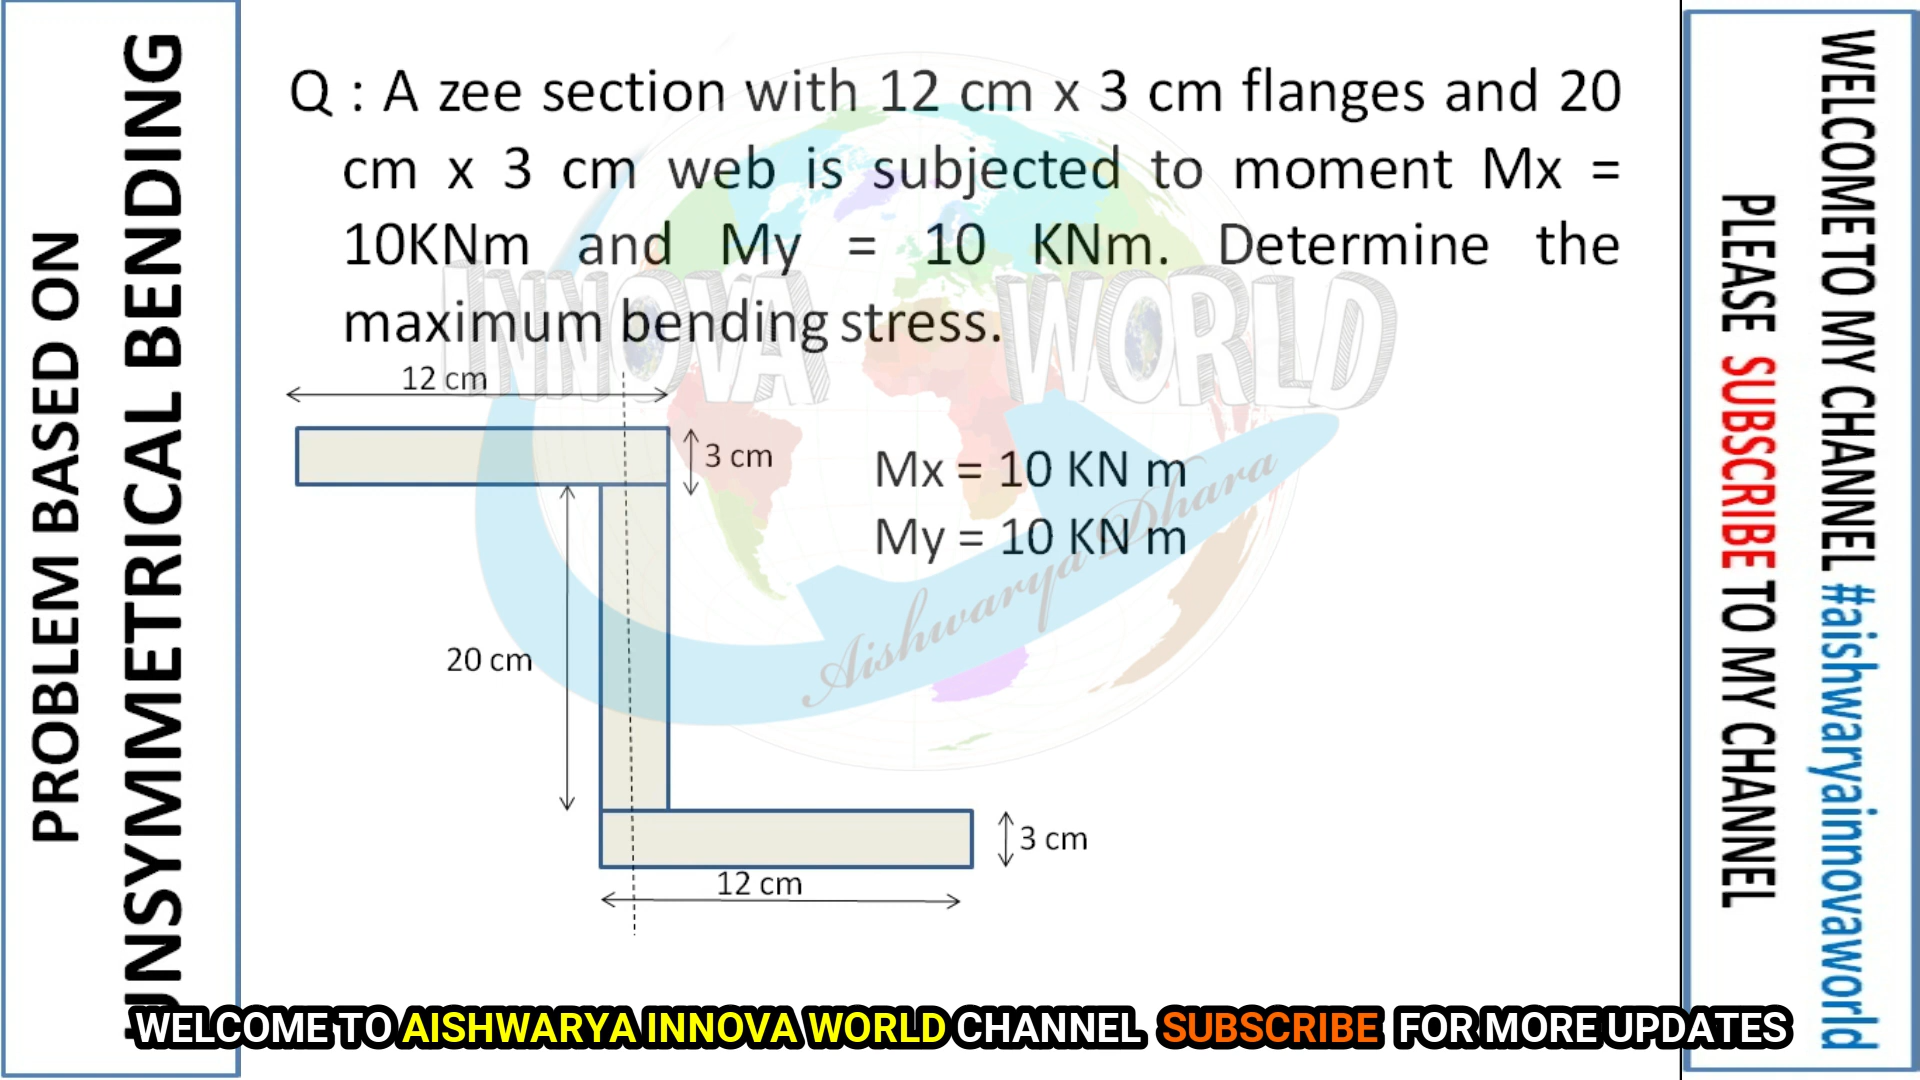 PROBLEM BASED ON
UNSYMMETRICAL BENDING
Q : A zee section with 12 cm x 3 cm flanges and 20
cm x 3 cm web is subjected to moment Mx =
10KNm and My = 10 KNm. Determine the
maximum bending stress.
INNOVA WORLD
12 cm
3 cm
Mx = 10 KN m
My = 10 KN m
Aishwarya Dhara
20 cm
3 cm
12 cm
WELCOME TO MY CHANNEL #aishwaryainnovaworld
PLEASE SUBSCRIBE TO MY CHANNEL
WELCOME TO AISHWARYA INNOVA WORLD CHANNEL SUBSCRIBE FOR MORE UPDATES